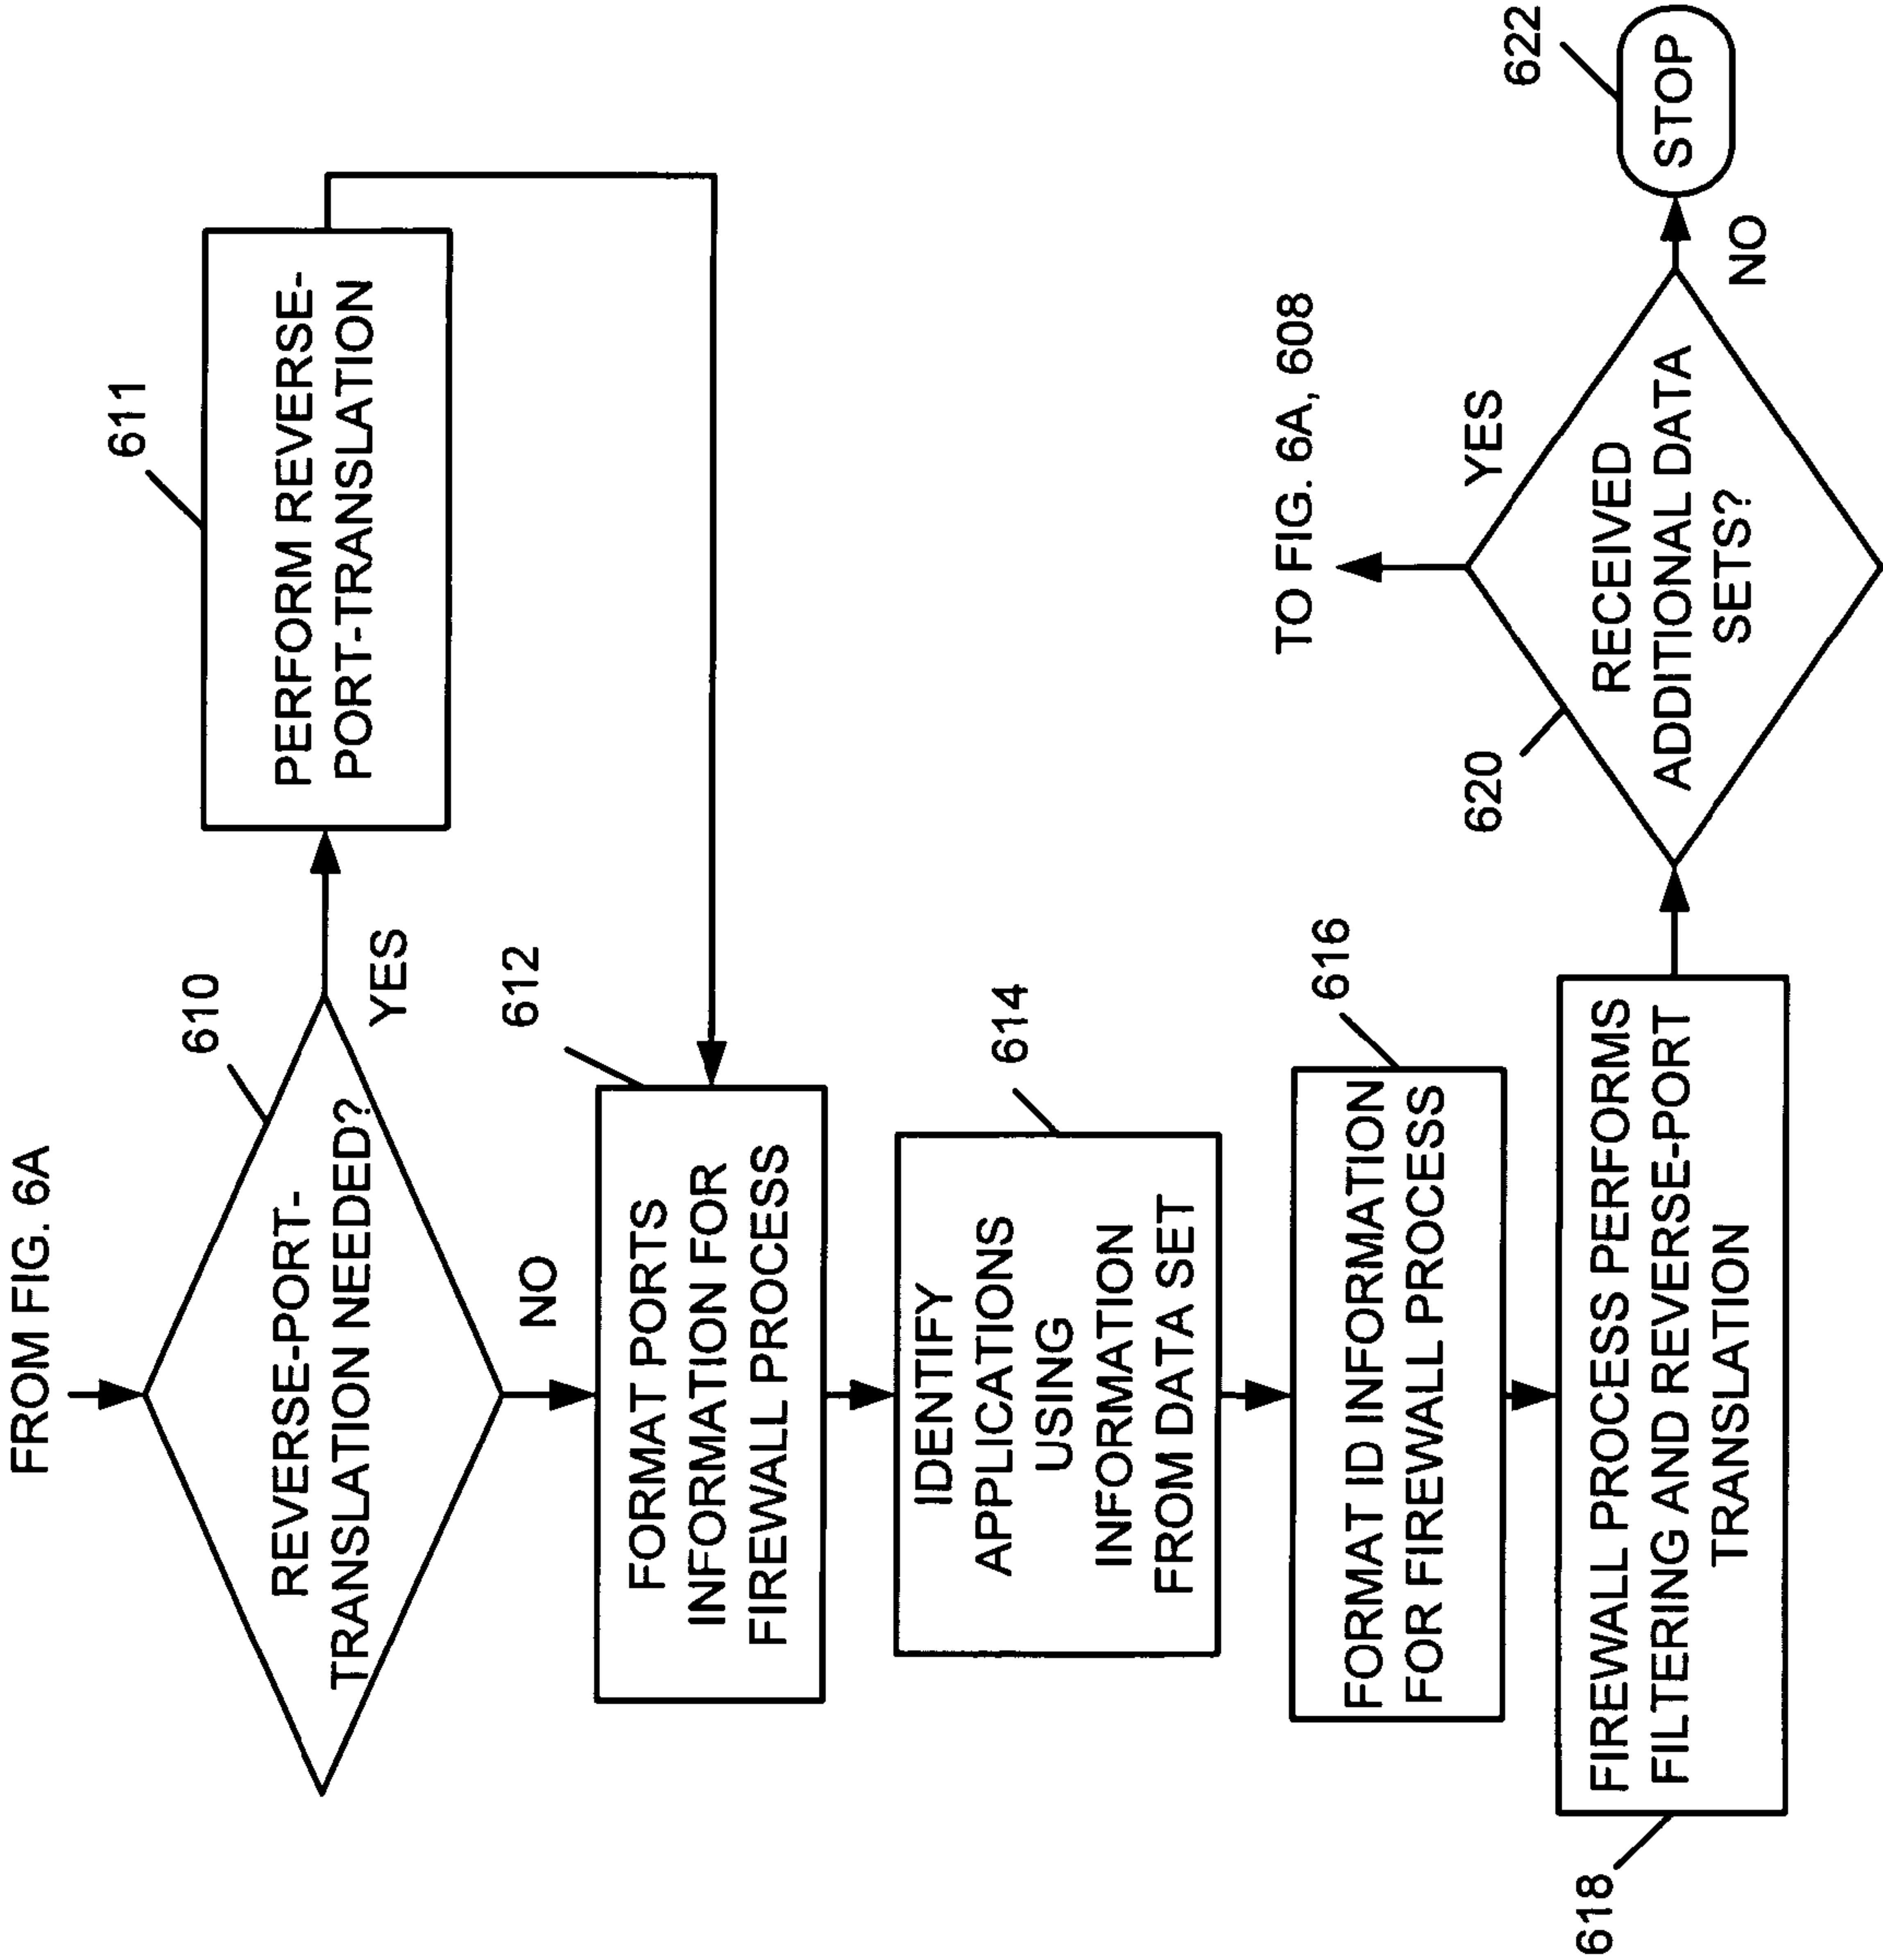 FROM FIG. 6A
610
REVERSE-PORT-
TRANSLATION NEEDED?
YES
611
PERFORM REVERSE-
PORT-TRANSLATION
NO
612
FORMAT PORTS
INFORMATION FOR
FIREWALL PROCESS
614
IDENTIFY
APPLICATIONS
USING
INFORMATION
FROM DATA SET
616
FORMAT ID INFORMATION
FOR FIREWALL PROCESS
618
FIREWALL PROCESS PERFORMS
FILTERING AND REVERSE-PORT
TRANSLATION
TO FIG. 6A, 608
YES
620
RECEIVED
ADDITIONAL DATA
SETS?
NO
622
STOP